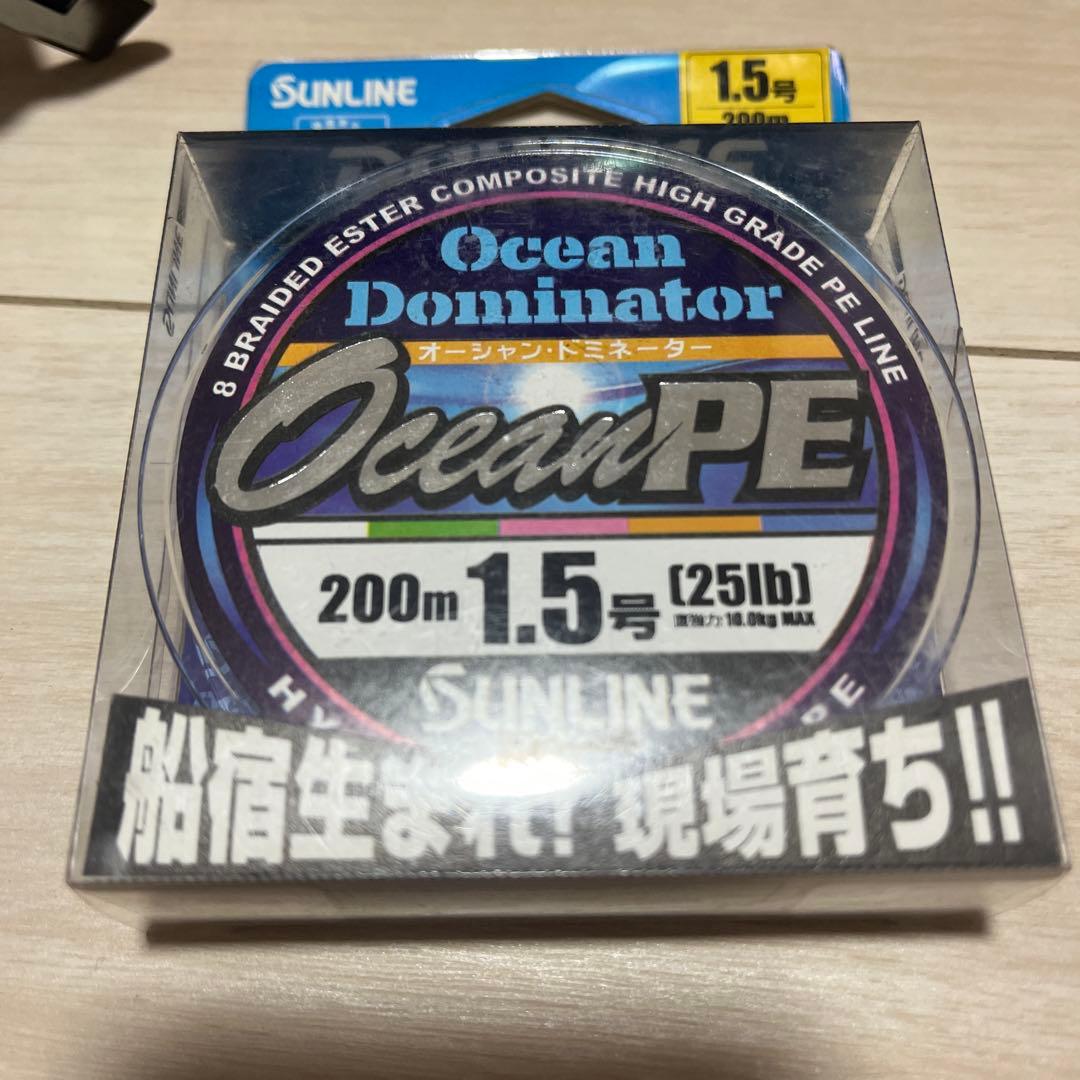 SUNLINE
1.5号
200m
8 BRAIDED ESTER COMPOSITE HIGH GRADE PE LINE
Ocean
Dominator
オーシャン・ドミネーター
OceanPE
200m 1.5号 (25lb)
SUNLINE
船宿生まれ! 現場育ち!!